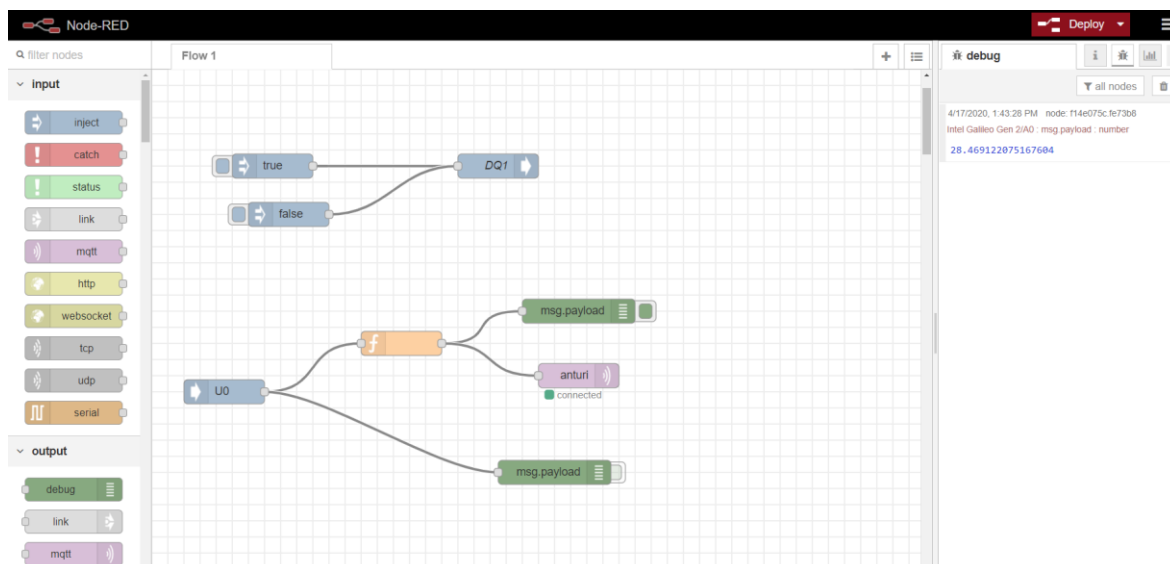 Node-RED
Deploy
filter nodes
Flow 1
debug
i
input
all nodes
inject
catch
status
link
mqtt
http
websocket
tcp
udp
serial
output
debug
link
mqtt
true
DQ1
false
msg.payload
f
anturi
connected
U0
msg.payload
4/17/2020, 1:43:28 PM node: f14e075c.fe73b8
Intel Galileo Gen 2/A0 : msg.payload : number
28.469122075167604